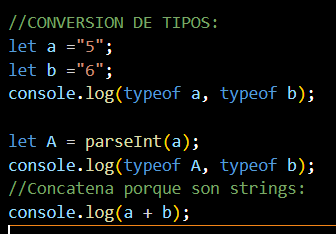 //CONVERSION DE TIPOS:
let a ="5";
let b ="6";
console.log(typeof a, typeof b);
let A = parseInt(a);
console.log(typeof A, typeof b);
//Concatena porque son strings:
console.log(a + b);